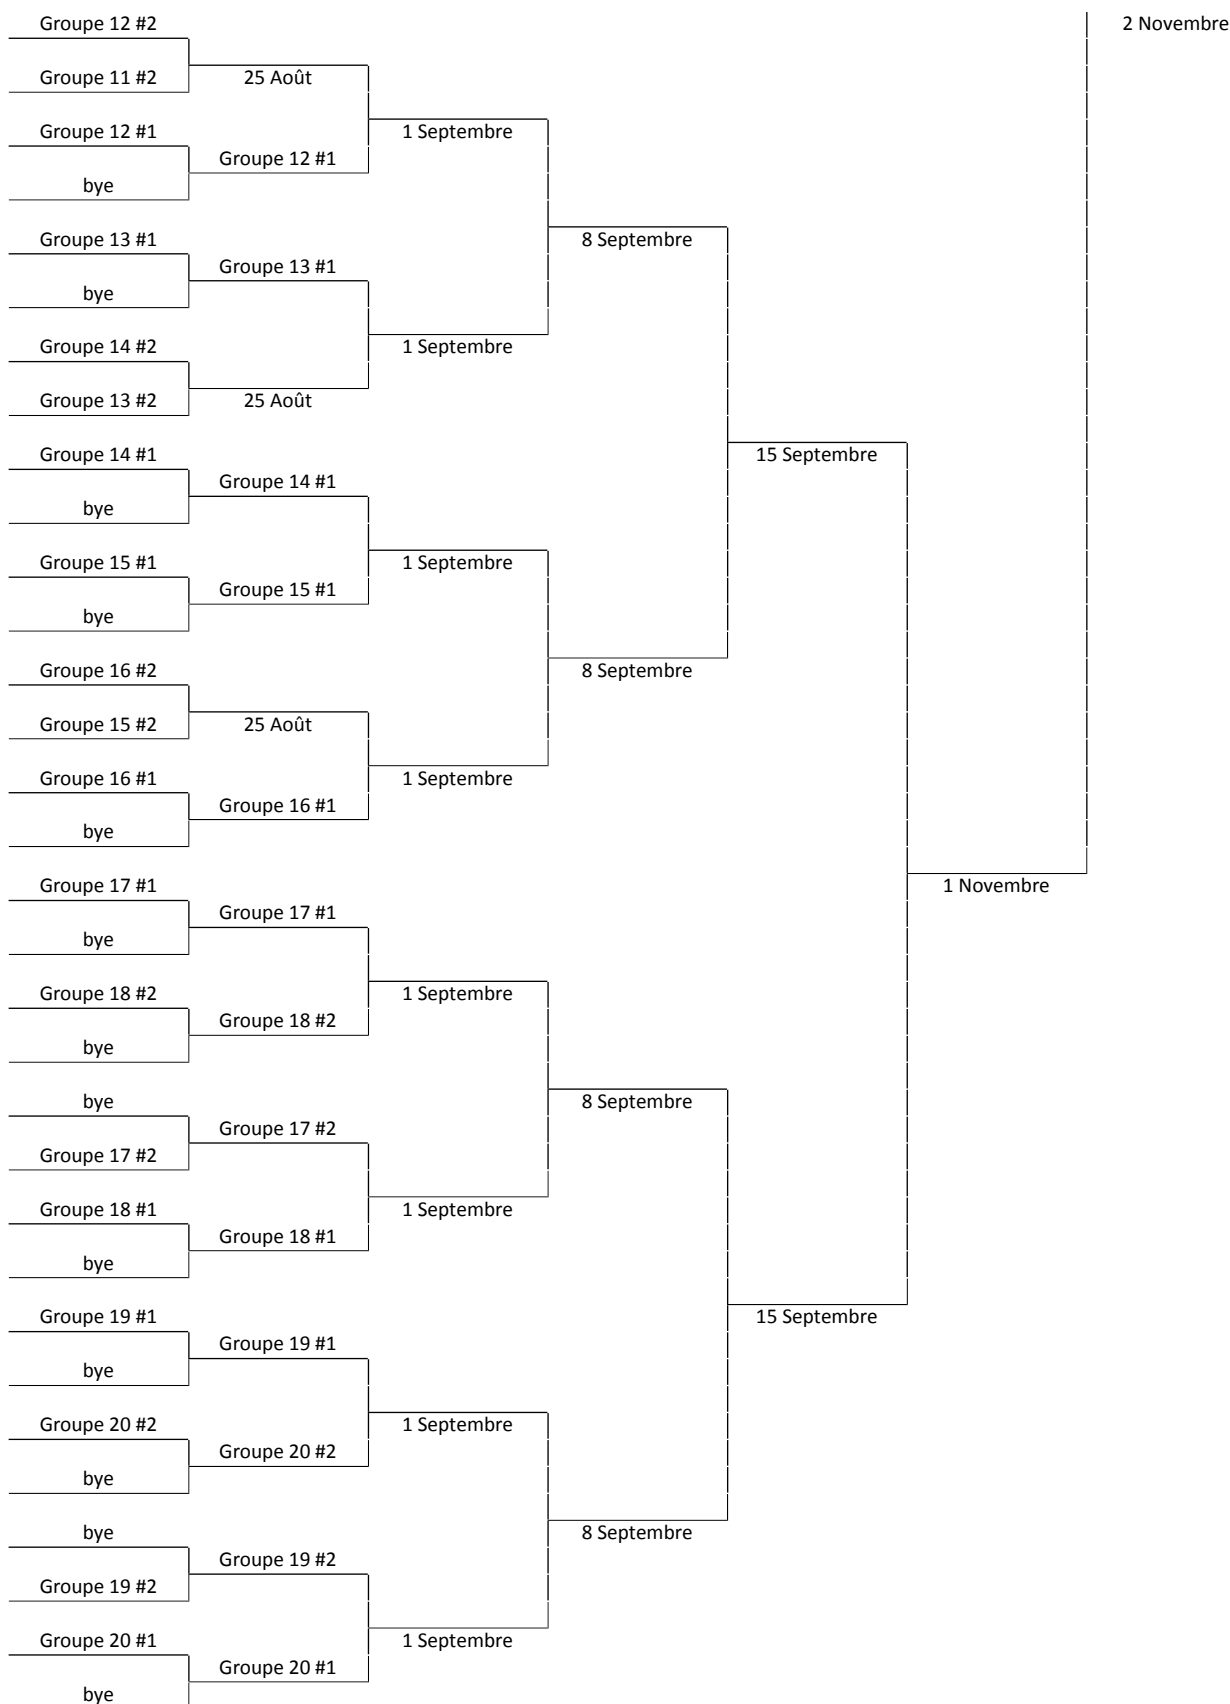 Groupe 12 #2
2 Novembre
Groupe 11 #2
25 Août
Groupe 12 #1
1 Septembre
Groupe 12 #1
bye
Groupe 13 #1
8 Septembre
Groupe 13 #1
bye
Groupe 14 #2
1 Septembre
Groupe 13 #2
25 Août
Groupe 14 #1
15 Septembre
Groupe 14 #1
bye
Groupe 15 #1
1 Septembre
Groupe 15 #1
bye
Groupe 16 #2
8 Septembre
Groupe 15 #2
25 Août
Groupe 16 #1
1 Septembre
Groupe 16 #1
bye
Groupe 17 #1
1 Novembre
Groupe 17 #1
bye
Groupe 18 #2
1 Septembre
Groupe 18 #2
bye
bye
8 Septembre
Groupe 17 #2
Groupe 17 #2
Groupe 18 #1
1 Septembre
Groupe 18 #1
bye
Groupe 19 #1
15 Septembre
Groupe 19 #1
bye
Groupe 20 #2
1 Septembre
Groupe 20 #2
bye
bye
8 Septembre
Groupe 19 #2
Groupe 19 #2
Groupe 20 #1
1 Septembre
Groupe 20 #1
bye